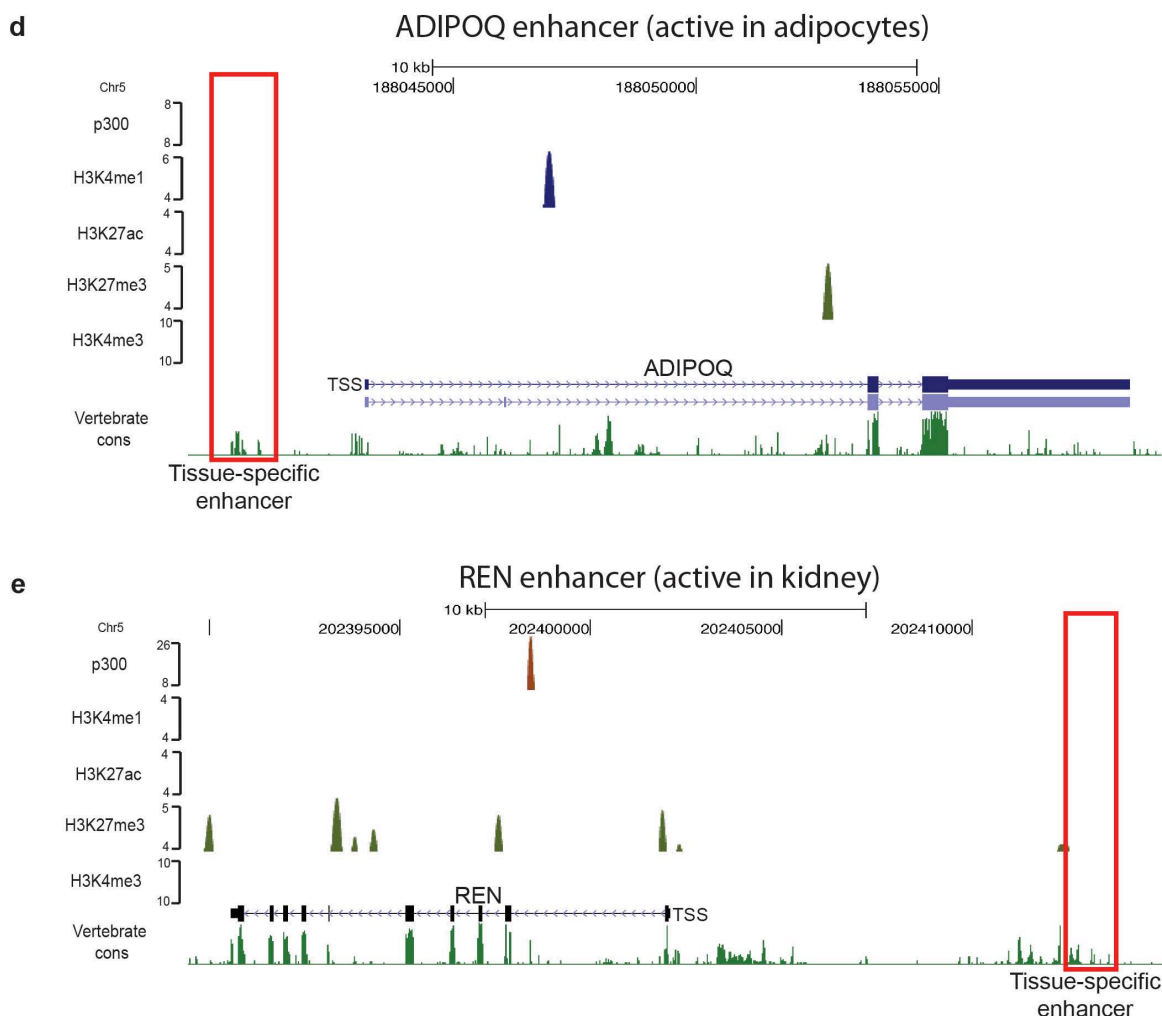 d
ADIPOQ enhancer (active in adipocytes)
10 kb
Chr5
188045000
188050000
188055000
p300
8
8
H3K4me1
6
4
H3K27ac
4
4
H3K27me3
5
4
H3K4me3
10
10
ADIPOQ
TSS
Vertebrate
cons
Tissue-specific
enhancer
e
REN enhancer (active in kidney)
10 kb
Chr5
202395000
202400000
202405000
202410000
p300
26
8
H3K4me1
4
4
H3K27ac
4
4
H3K27me3
5
4
H3K4me3
10
10
REN
TSS
Vertebrate
cons
Tissue-specific
enhancer